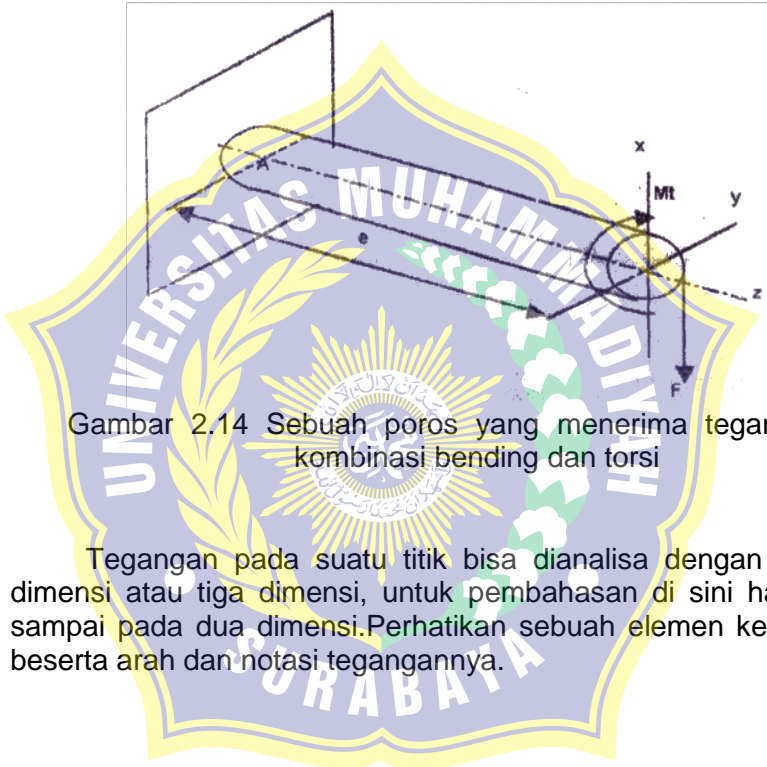 x
Mt
y
A
e
z
F
UNIVERSITAS MUHAMMADIYAH
SURABAYA
Gambar 2.14 Sebuah poros yang menerima tegan
kombinasi bending dan torsi
Tegangan pada suatu titik bisa dianalisa dengan
dimensi atau tiga dimensi, untuk pembahasan di sini ha
sampai pada dua dimensi.Perhatikan sebuah elemen ke
beserta arah dan notasi tegangannya.